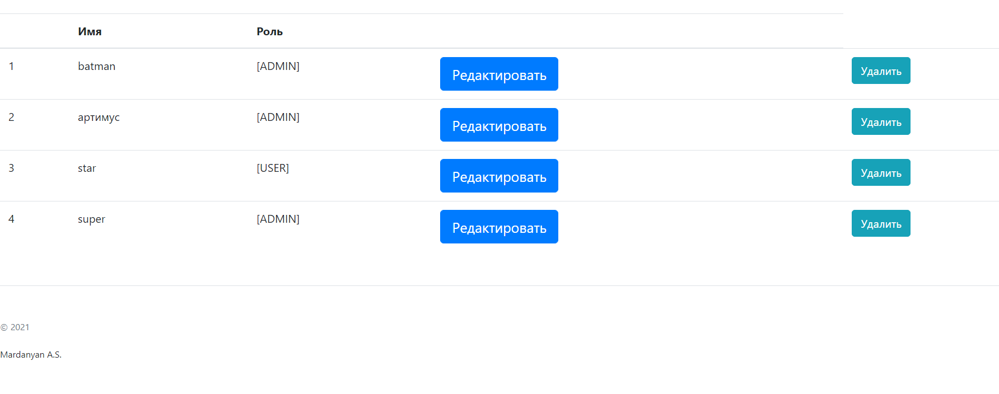 Имя Роль
1 batman [ADMIN] Редактировать Удалить
2 артимус [ADMIN] Редактировать Удалить
3 star [USER] Редактировать Удалить
4 super [ADMIN] Редактировать Удалить
© 2021
Mardanyan A.S.